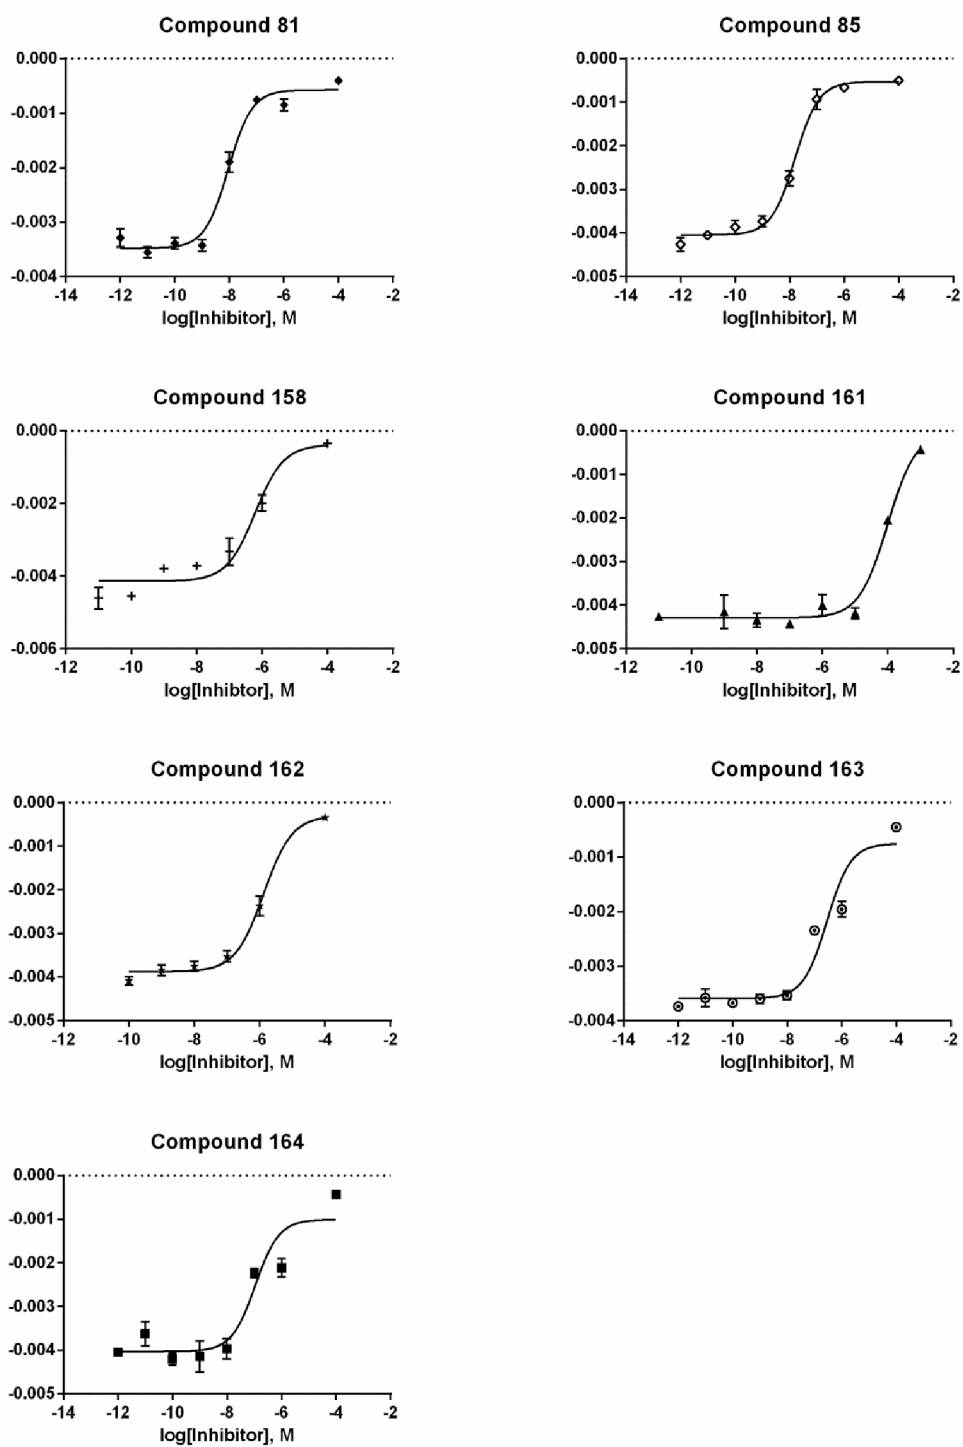 Compound 81
0.000
-0.001
-0.002
-0.003
-0.004
-14 -12 -10 -8 -6 -4 -2
log[Inhibitor], M
Compound 85
0.000
-0.001
-0.002
-0.003
-0.004
-0.005
-14 -12 -10 -8 -6 -4 -2
log[Inhibitor], M
Compound 158
0.000
-0.002
-0.004
-0.006
-12 -10 -8 -6 -4 -2
log[Inhibtor], M
Compound 161
0.000
-0.001
-0.002
-0.003
-0.004
-0.005
-12 -10 -8 -6 -4 -2
log[Inhibitor], M
Compound 162
0.000
-0.001
-0.002
-0.003
-0.004
-0.005
-12 -10 -8 -6 -4 -2
log[Inhibitor], M
Compound 163
0.000
-0.001
-0.002
-0.003
-0.004
-14 -12 -10 -8 -6 -4 -2
log[Inhibitor], M
Compound 164
0.000
-0.001
-0.002
-0.003
-0.004
-0.005
-14 -12 -10 -8 -6 -4 -2
log[Inhibitor], M